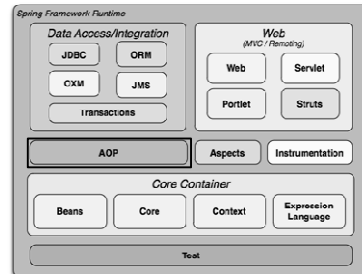 Spring Framework Runtime
Data Access/Integration
JDBC
ORM
OXM
JMS
Transactions
Web
(MVC / Remoting)
Web
Servlet
Portlet
Struts
AOP
Aspects
Instrumentation
Core Container
Beans
Core
Context
Expression
Language
Test